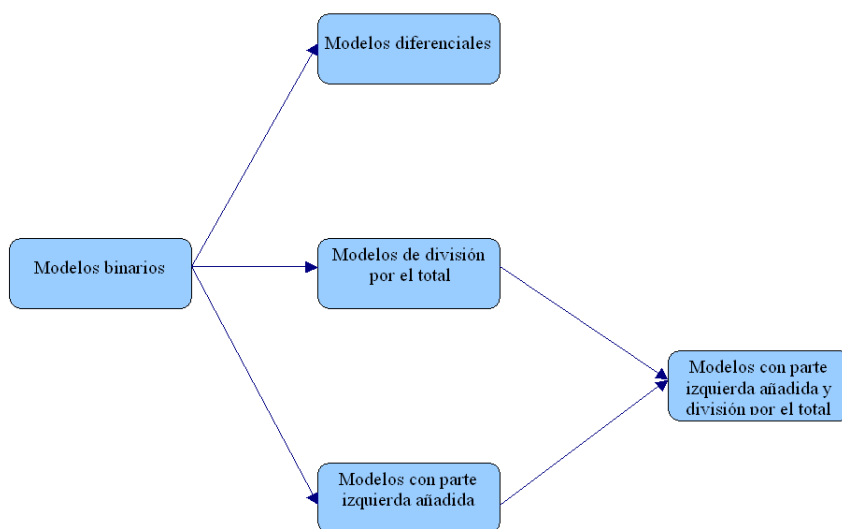 Modelos diferenciales
Modelos binarios
Modelos de división
por el total
Modelos con parte
izquierda añadida y
división por el total
Modelos con parte
izquierda añadida